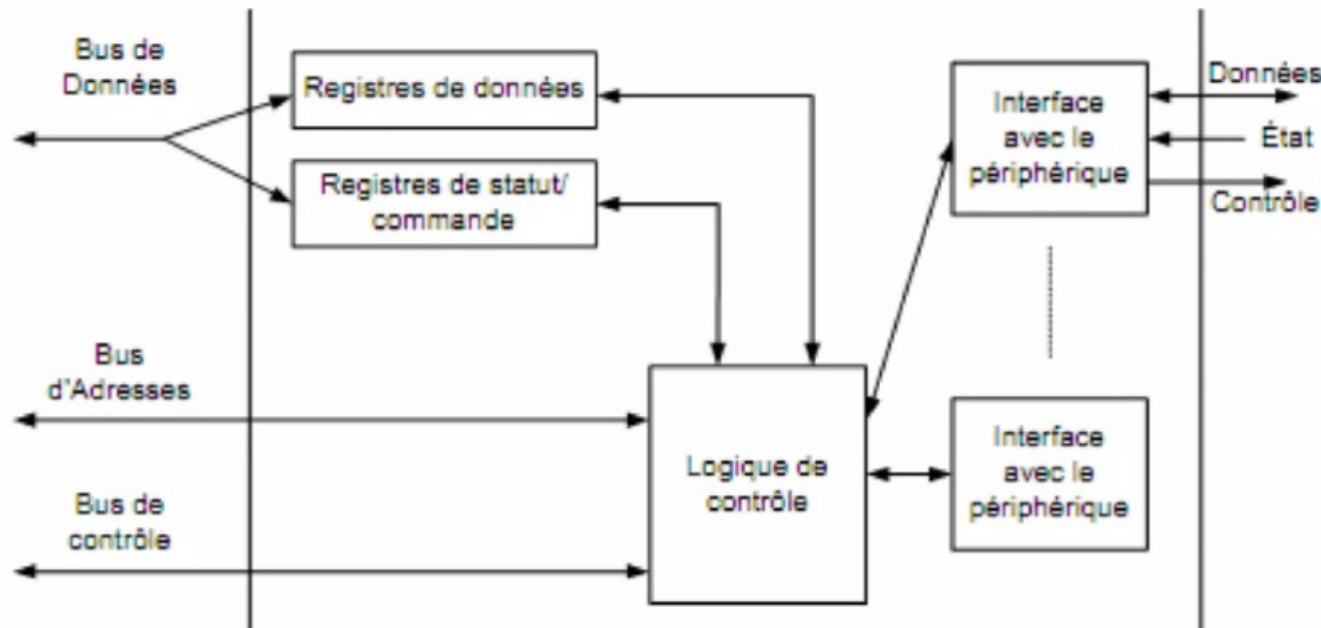 Bus de
Données
Registres de données
Registres de statut/
commande
Bus
d'Adresses
Bus de
contrôle
Logique de
contrôle
Interface
avec le
périphérique
Interface
avec le
périphérique
Données
État
Contrôle